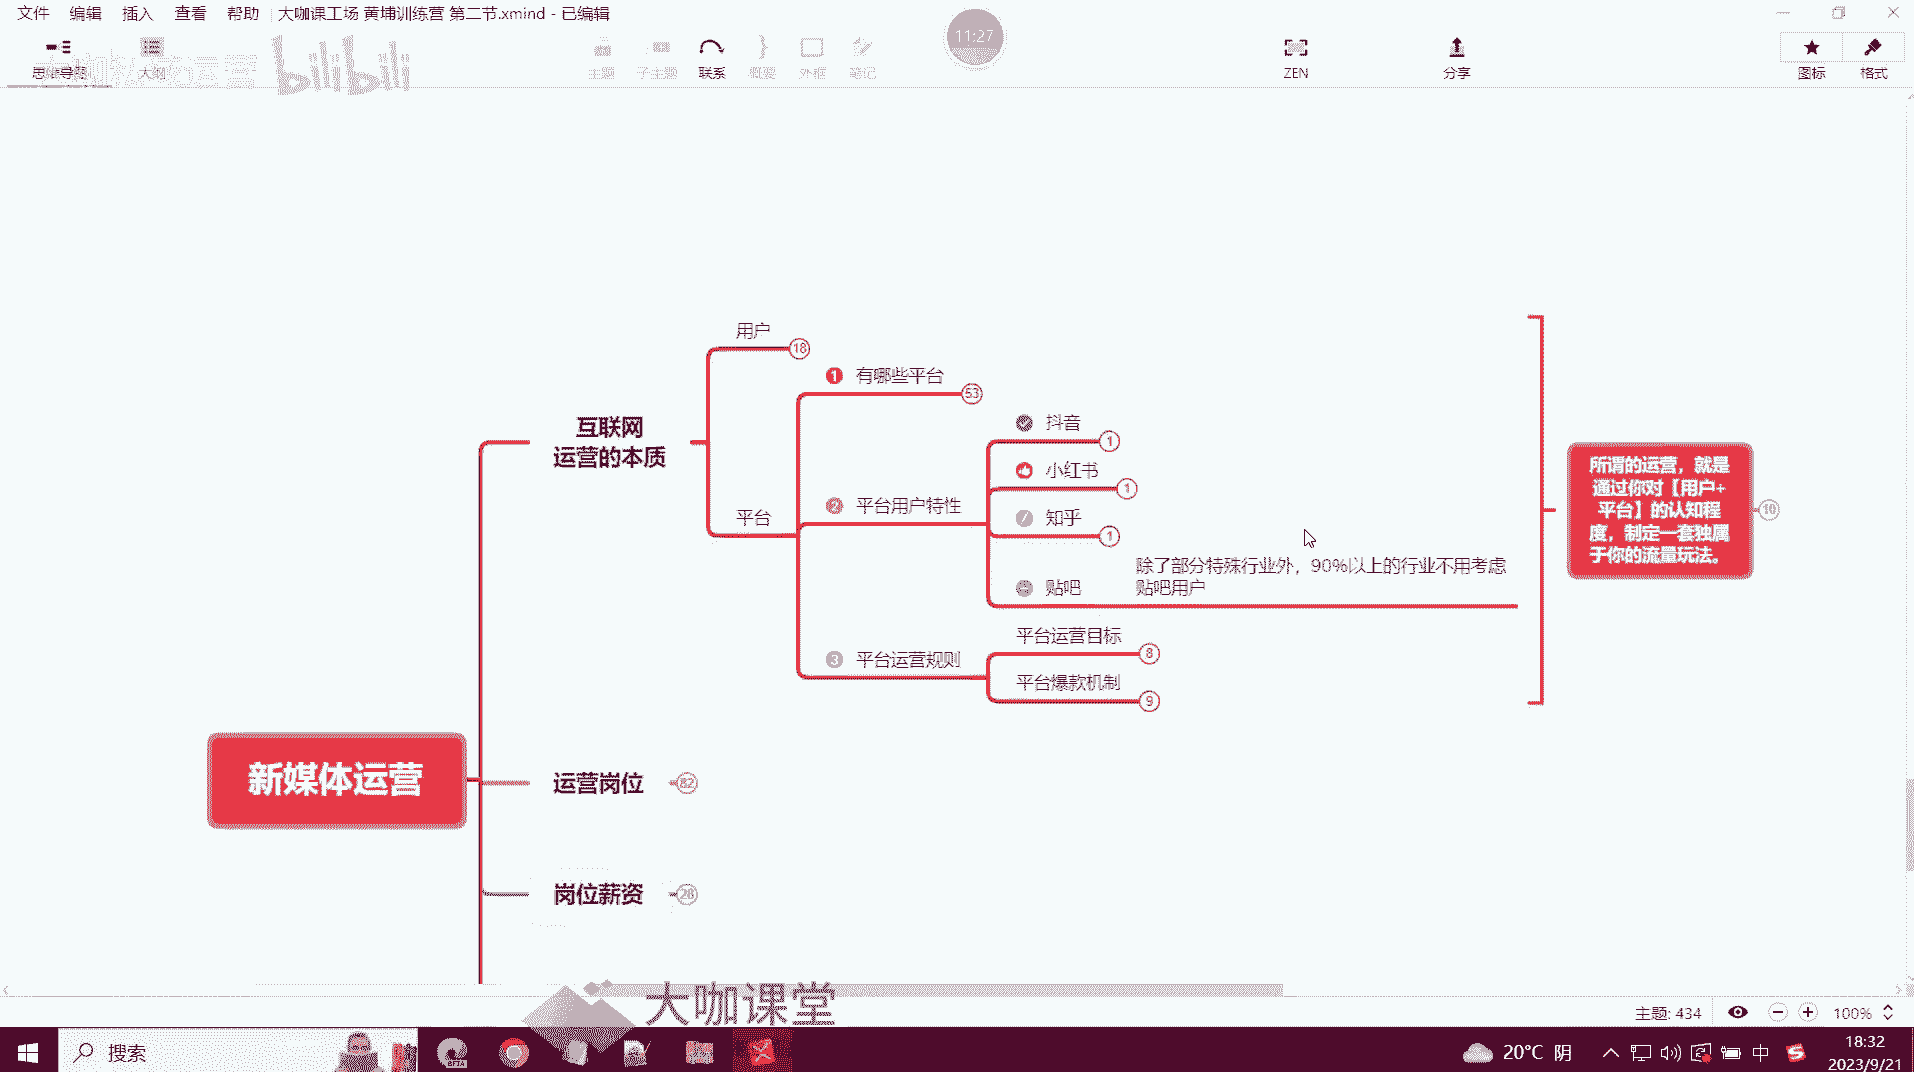 文件 编辑 插入 查看 帮助 大咖课工场 黄埔训练营 第二节.xmind - 已编辑
思维导图 大纲 主题 子主题 联系 概要 外框 笔记 11:27 ZEN 分享 图标 格式
bilibili
用户 18
1 有哪些平台 53
互联网
运营的本质
抖音 1
小红书 1
平台
2 平台用户特性
知乎 1
贴吧
除了部分特殊行业外，90%以上的行业不用考虑
贴吧用户
3 平台运营规则
平台运营目标 8
平台爆款机制 9
所谓的运营，就是
通过你对【用户+
平台】的认知程
度，制定一套独属
于你的流量玩法。
10
新媒体运营
运营岗位 82
岗位薪资 28
大咖课堂
主题: 434 100%
搜索
BETA
20°C 阴 中
18:32
2023/9/21